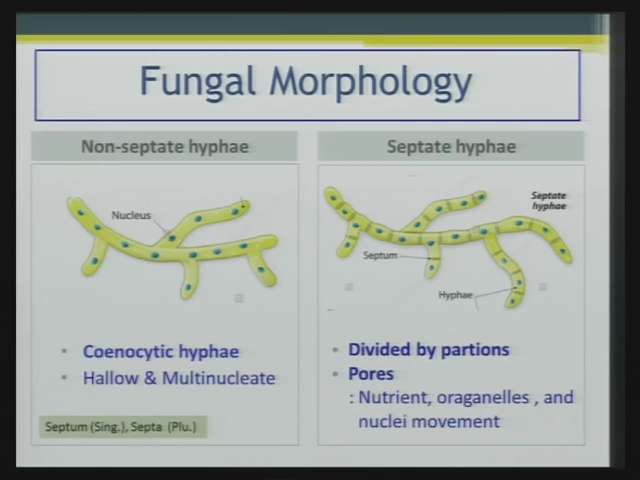 Fungal Morphology
Non-septate hyphae
Septate hyphae
Nucleus
Septate
hyphae
Septum
Hyphae
• Coenocytic hyphae
• Hallow & Multinucleate
• Divided by partions
• Pores
: Nutrient, oraganelles , and
nuclei movement
Septum (Sing.), Septa (Plu.)